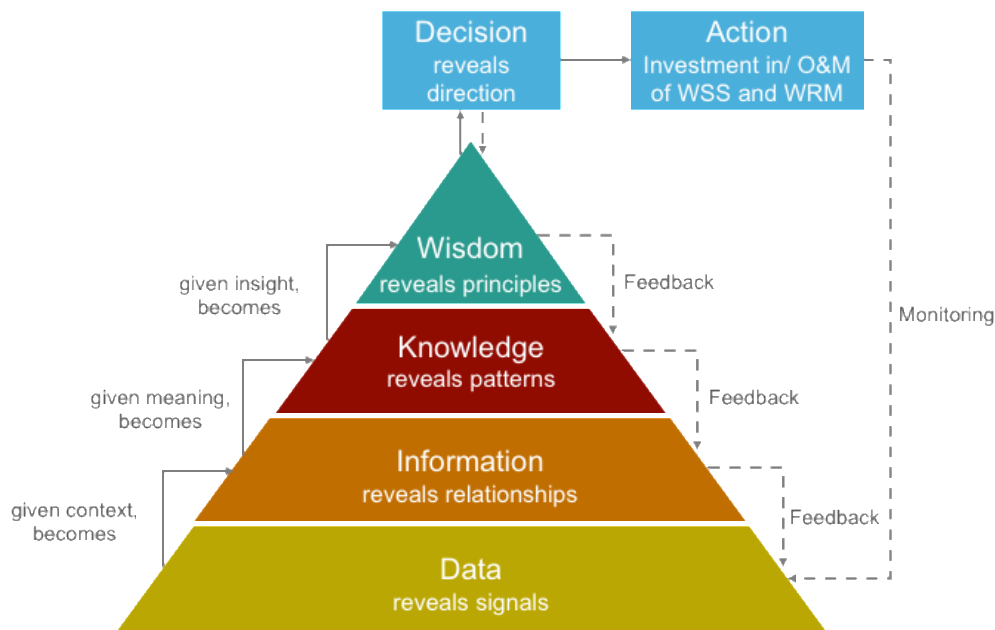 Decision
reveals
direction
Action
Investment in/ O&M
of WSS and WRM
Wisdom
reveals principles
given insight,
becomes
Feedback
Monitoring
Knowledge
reveals patterns
given meaning,
becomes
Feedback
Information
reveals relationships
given context,
becomes
Feedback
Data
reveals signals